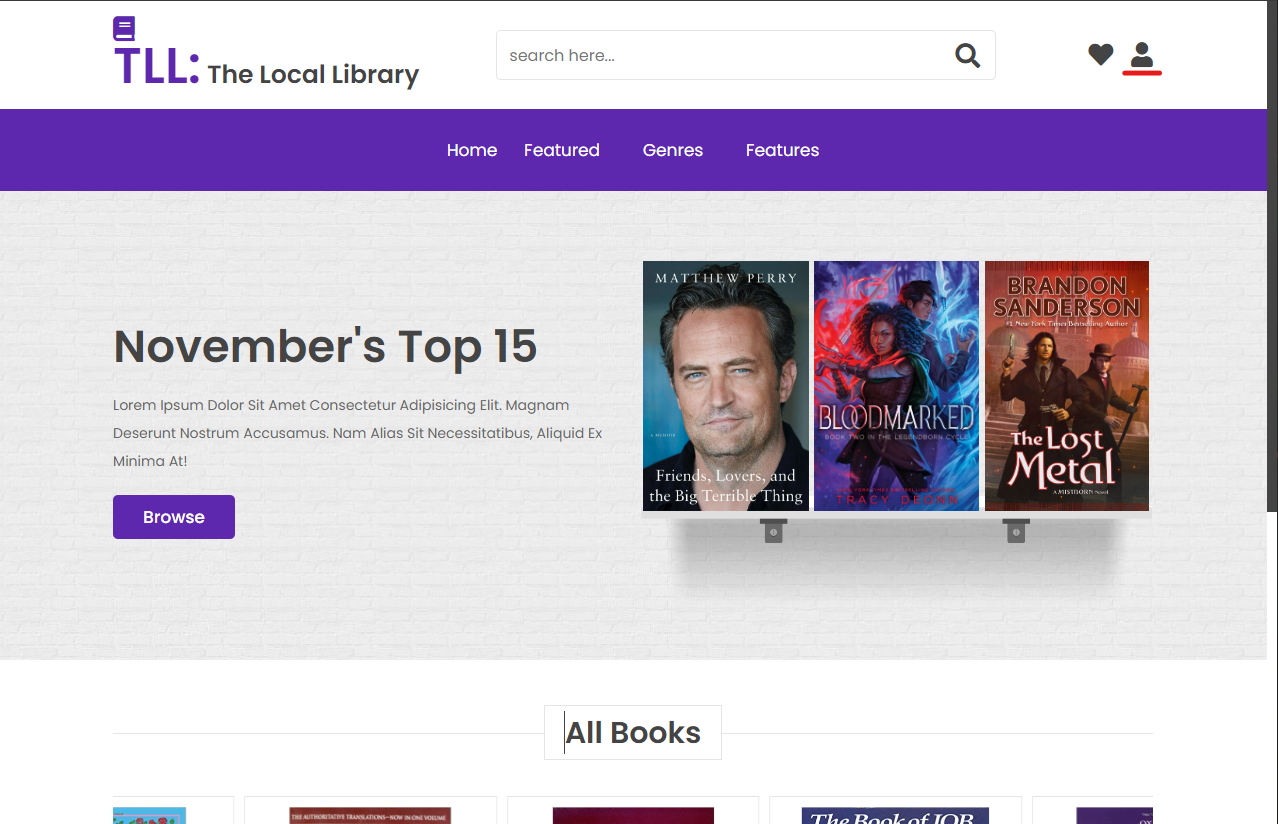 TLL: The Local Library
search here...
Home Featured Genres Features
November's Top 15
Lorem Ipsum Dolor Sit Amet Consectetur Adipisicing Elit. Magnam
Deserunt Nostrum Accusamus. Nam Alias Sit Necessitatibus, Aliquid Ex
Minima At!
Browse
MATTHEW PERRY
A MEMOIR
Friends, Lovers, and
the Big Terrible Thing
BLOODMARKED
BOOK TWO IN THE LEGENDBORN CYCLE
TRACY DEONN
BRANDON
SANDERSON
#1 New York Times Bestselling Author
The Lost
Metal
A MISTBORN Novel
All Books
THE AUTHORITATIVE TRANSLATIONS—NOW IN ONE VOLUME
The Book of JOB